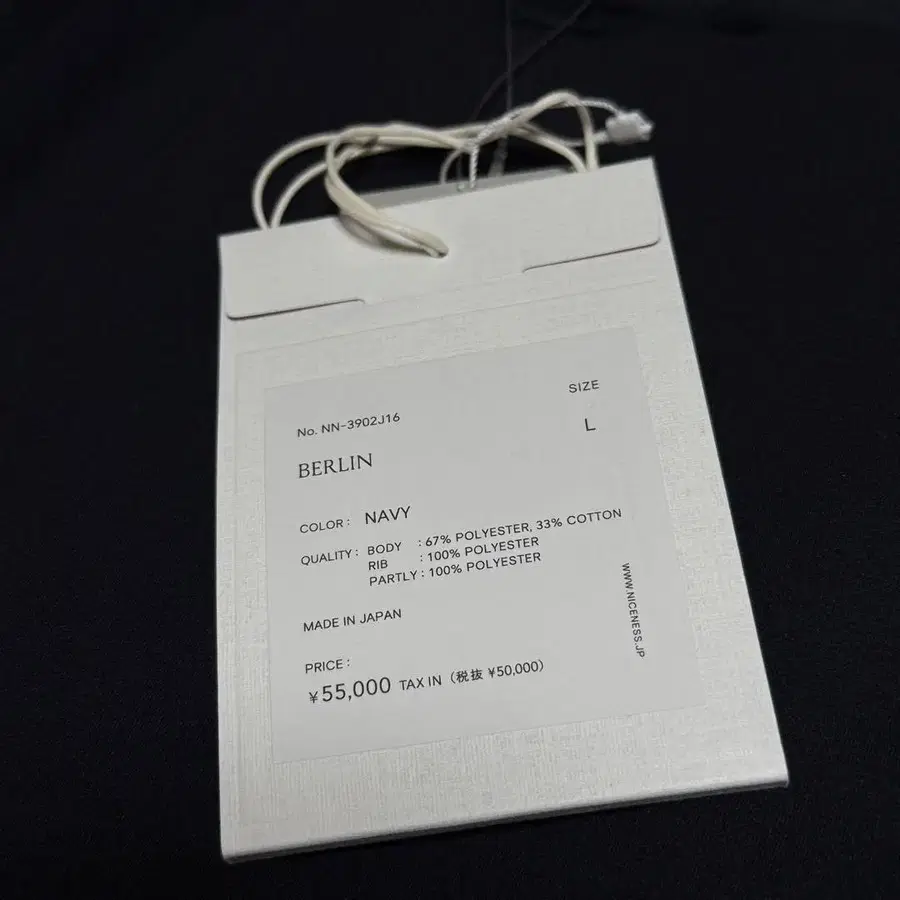 SIZE
No. NN-3902J16
L
BERLIN
COLOR : NAVY
QUALITY : BODY : 67% POLYESTER, 33% COTTON
RIB : 100% POLYESTER
PARTLY : 100% POLYESTER
MADE IN JAPAN
WWW.NICENESS.JP
PRICE :
¥55,000 TAX IN (税抜 ¥50,000)